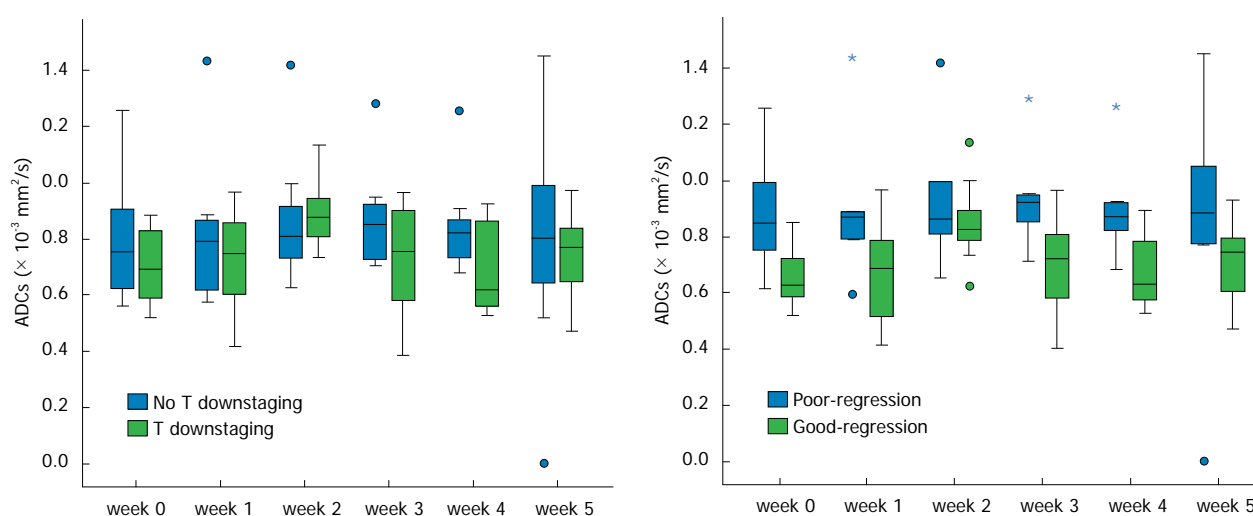 1.4
0.2
0.0
0.8
0.6
0.4
0.2
0.0
ADCs (× 10⁻³ mm²/s)
No T downstaging
T downstaging
week 0 week 1 week 2 week 3 week 4 week 5
1.4
0.2
0.0
0.8
0.6
0.4
0.2
0.0
ADCs (× 10⁻³ mm²/s)
Poor-regression
Good-regression
week 0 week 1 week 2 week 3 week 4 week 5